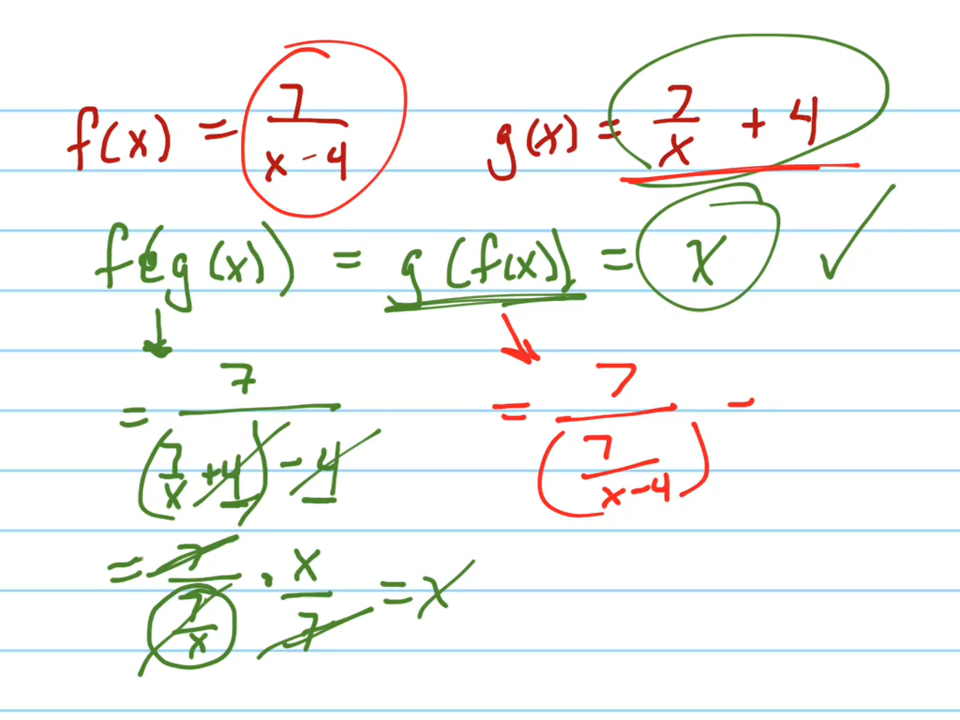 f(x) = 7/(x-4) g(x) = 7/x + 4
f(g(x)) = g(f(x)) = x ✓
↓ ↘
= 7/((7/x + 4) - 4) = 7/(7/(x-4)) -
= 7/(7/x) · x/7 = x